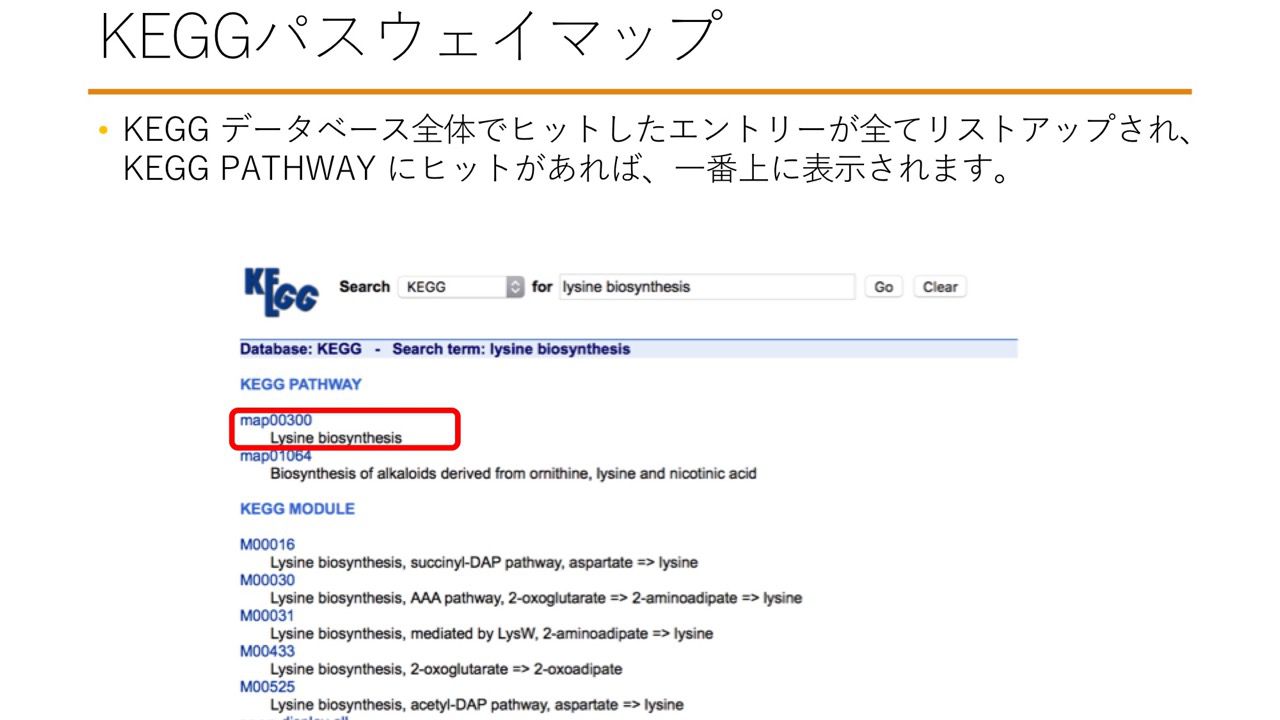 KEGGパスウェイマップ
• KEGG データベース全体でヒットしたエントリーが全てリストアップされ、
KEGG PATHWAY にヒットがあれば、一番上に表示されます。
KEGG Search KEGG for lysine biosynthesis Go Clear
Database: KEGG - Search term: lysine biosynthesis
KEGG PATHWAY
map00300
Lysine biosynthesis
map01064
Biosynthesis of alkaloids derived from ornithine, lysine and nicotinic acid
KEGG MODULE
M00016
Lysine biosynthesis, succinyl-DAP pathway, aspartate => lysine
M00030
Lysine biosynthesis, AAA pathway, 2-oxoglutarate => 2-aminoadipate => lysine
M00031
Lysine biosynthesis, mediated by LysW, 2-aminoadipate => lysine
M00433
Lysine biosynthesis, 2-oxoglutarate => 2-oxoadipate
M00525
Lysine biosynthesis, acetyl-DAP pathway, aspartate => lysine